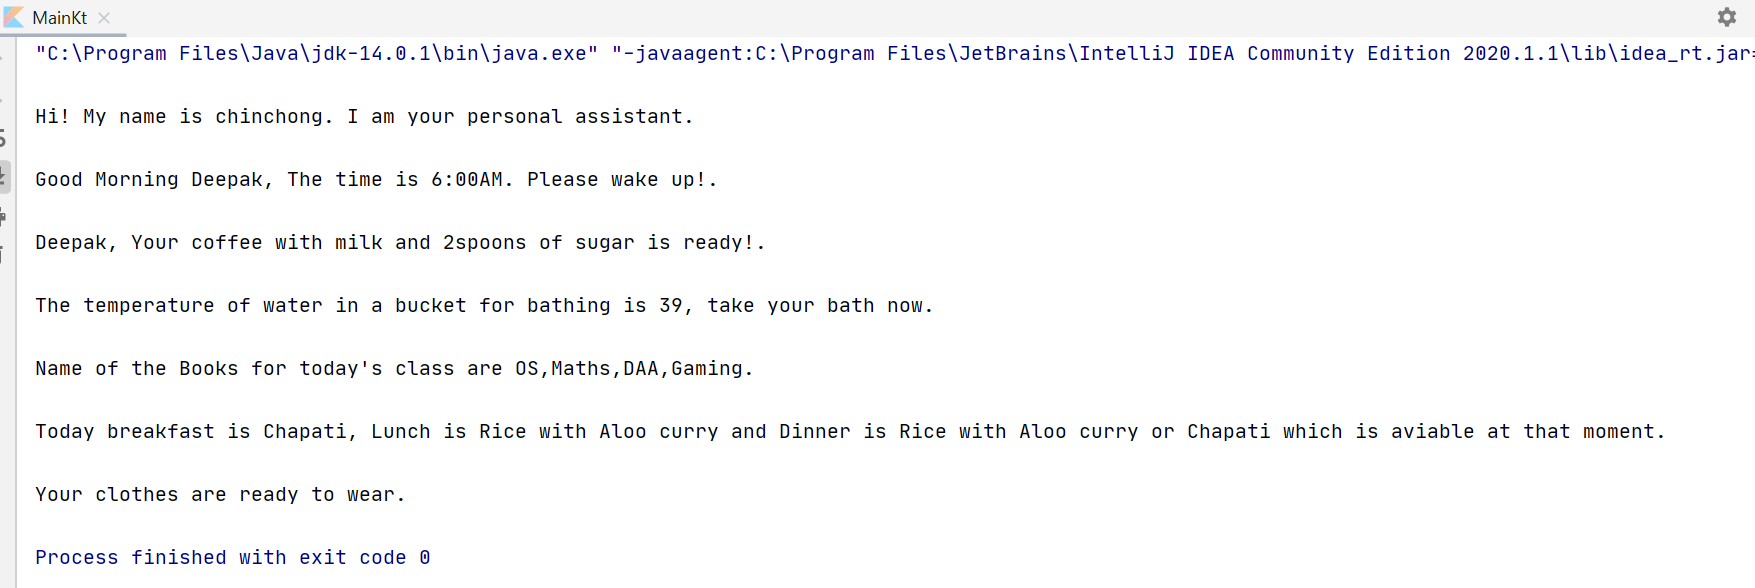 MainKt
"C:\Program Files\Java\jdk-14.0.1\bin\java.exe" "-javaagent:C:\Program Files\JetBrains\IntelliJ IDEA Community Edition 2020.1.1\lib\idea_rt.jar=
Hi! My name is chinchong. I am your personal assistant.
Good Morning Deepak, The time is 6:00AM. Please wake up!.
Deepak, Your coffee with milk and 2spoons of sugar is ready!.
The temperature of water in a bucket for bathing is 39, take your bath now.
Name of the Books for today's class are OS,Maths,DAA,Gaming.
Today breakfast is Chapati, Lunch is Rice with Aloo curry and Dinner is Rice with Aloo curry or Chapati which is aviable at that moment.
Your clothes are ready to wear.
Process finished with exit code 0